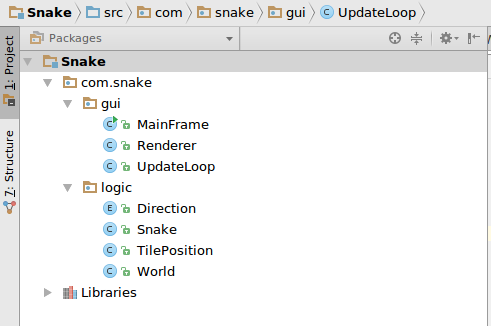 Snake src com snake gui UpdateLoop
Packages
1: Project
7: Structure
Snake
com.snake
gui
C MainFrame
C Renderer
C UpdateLoop
logic
E Direction
C Snake
C TilePosition
C World
Libraries